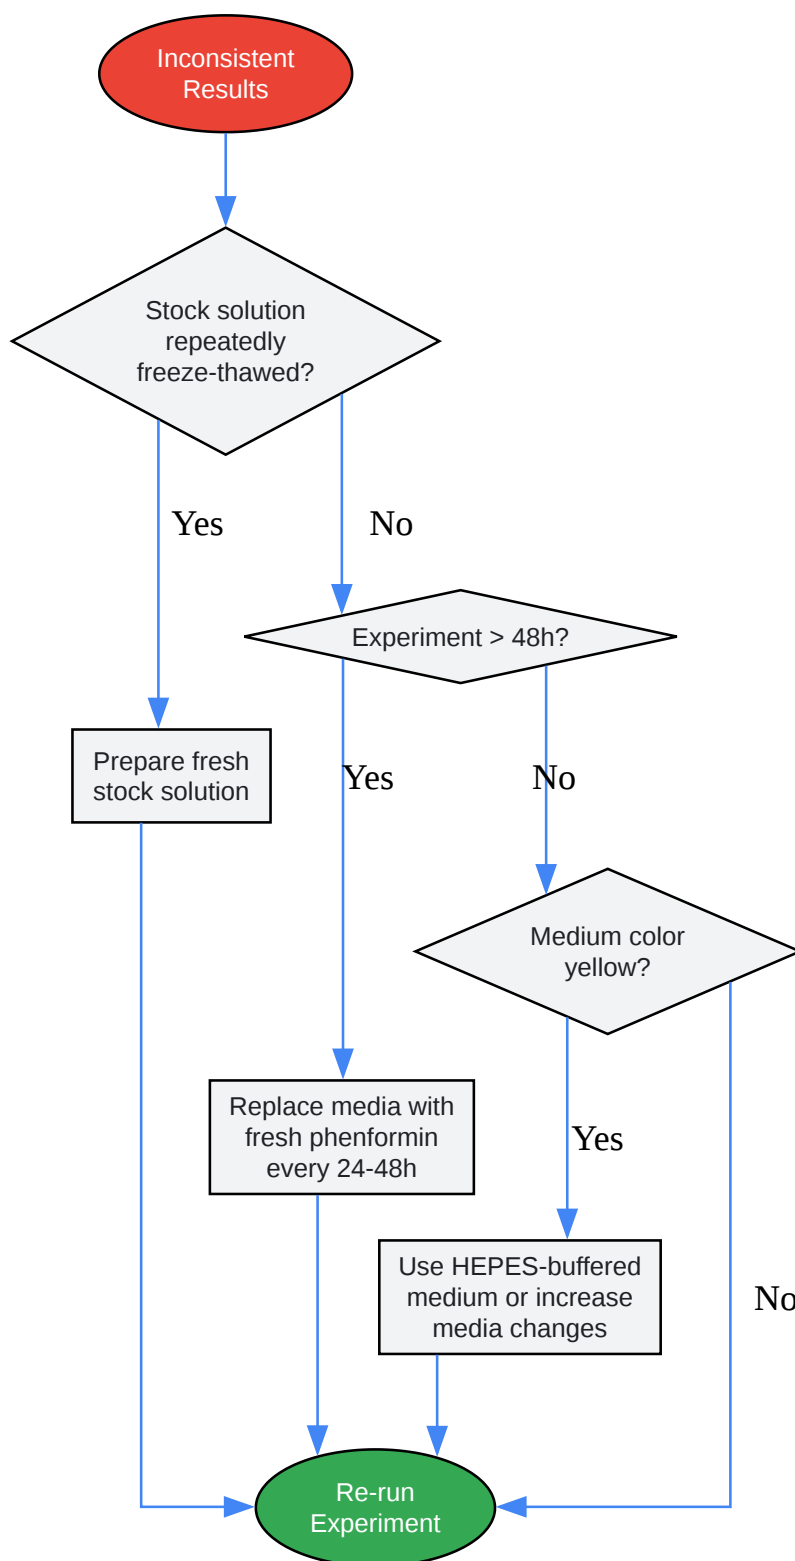 Inconsistent
Results
Stock solution
repeatedly
freeze-thawed?
Yes
No
Experiment > 48h?
Prepare fresh
stock solution
Yes
No
Medium color
yellow?
Replace media with
fresh phenformin
every 24-48h
Yes
Use HEPES-buffered
medium or increase
media changes
No
Re-run
Experiment